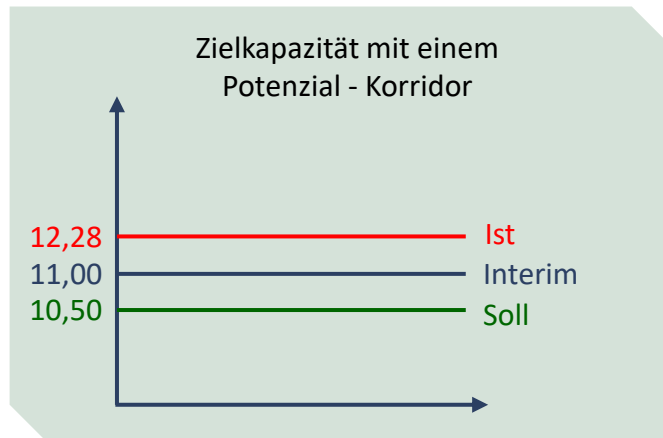 Zielkapazität mit einem
Potenzial - Korridor
12,28 Ist
11,00 Interim
10,50 Soll